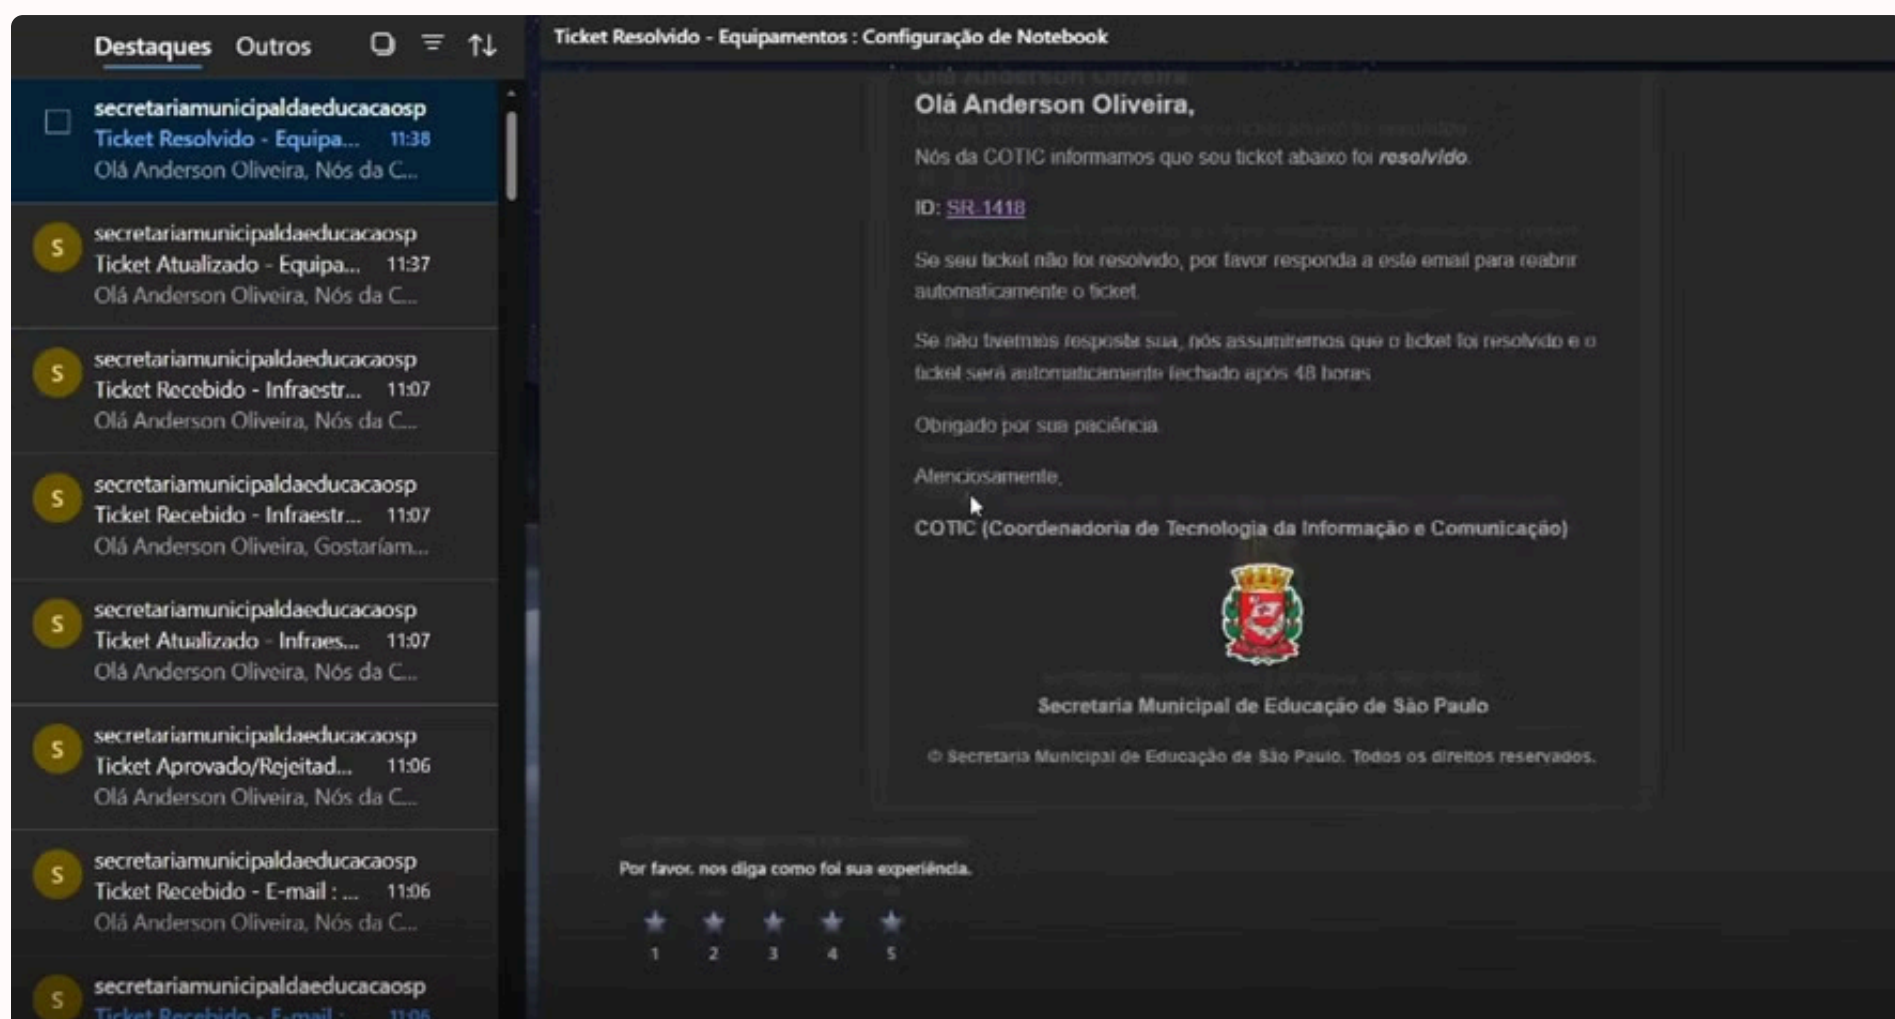 Destaques Outros
secretariamunicipaldaeducacaosp
Ticket Resolvido - Equipa... 11:38
Olá Anderson Oliveira, Nós da C...
S
secretariamunicipaldaeducacaosp
Ticket Atualizado - Equipa... 11:37
Olá Anderson Oliveira, Nós da C...
S
secretariamunicipaldaeducacaosp
Ticket Recebido - Infraestr... 11:07
Olá Anderson Oliveira, Nós da C...
S
secretariamunicipaldaeducacaosp
Ticket Recebido - Infraestr... 11:07
Olá Anderson Oliveira, Gostaríam...
S
secretariamunicipaldaeducacaosp
Ticket Atualizado - Infraes... 11:07
Olá Anderson Oliveira, Nós da C...
S
secretariamunicipaldaeducacaosp
Ticket Aprovado/Rejeitad... 11:06
Olá Anderson Oliveira, Nós da C...
S
secretariamunicipaldaeducacaosp
Ticket Recebido - E-mail : ... 11:06
Olá Anderson Oliveira, Nós da C...
S
secretariamunicipaldaeducacaosp
Ticket Recebido - E-mail : 11:06
Ticket Resolvido - Equipamentos : Configuração de Notebook
Olá Anderson Oliveira,
Nós da COTIC informamos que seu ticket abaixo foi resolvido.
ID: SR-1418
Se seu ticket não foi resolvido, por favor responda a este email para reabrir
automaticamente o ticket.
Se não tivermos resposta sua, nós assumiremos que o ticket foi resolvido e o
ticket será automaticamente fechado após 48 horas
Obrigado por sua paciência.
Atenciosamente,
COTIC (Coordenadoria de Tecnologia da Informação e Comunicação)
Secretaria Municipal de Educação de São Paulo
© Secretaria Municipal de Educação de São Paulo. Todos os direitos reservados.
Por favor, nos diga como foi sua experiência.
1 2 3 4 5